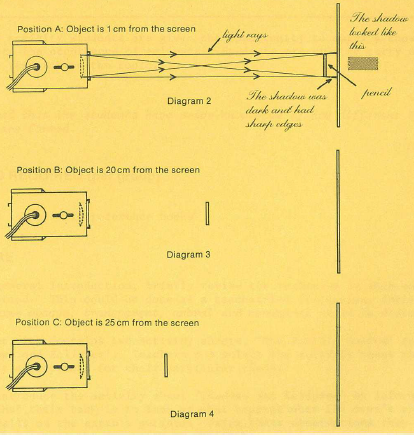 Position A: Object is 1 cm from the screen
light rays
The shadow
looked like
this
Diagram 2
The shadow was
dark and had
sharp edges
pencil
Position B: Object is 20 cm from the screen
Diagram 3
Position C: Object is 25 cm from the screen
Diagram 4